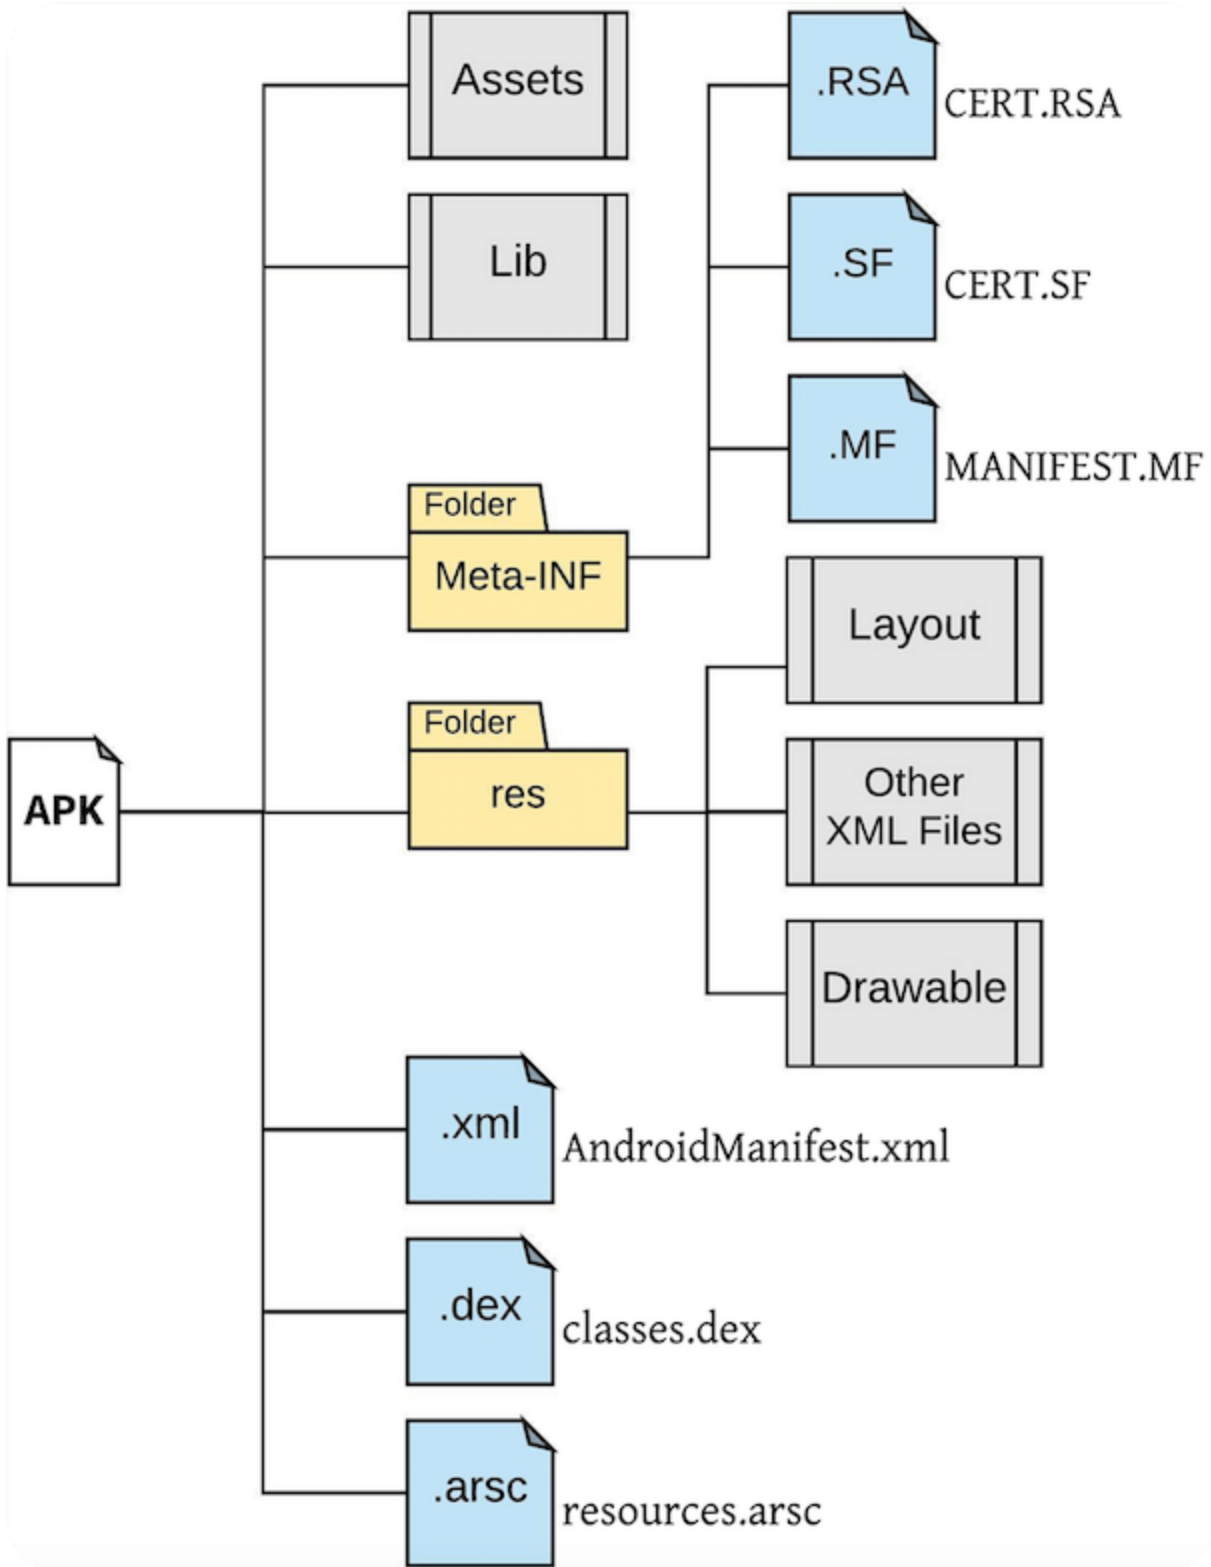 Assets
.RSA
CERT.RSA
Lib
.SF
CERT.SF
.MF
MANIFEST.MF
Folder
Meta-INF
Layout
Folder
res
APK
Other
XML Files
Drawable
.xml
AndroidManifest.xml
.dex
classes.dex
.arsc
resources.arsc